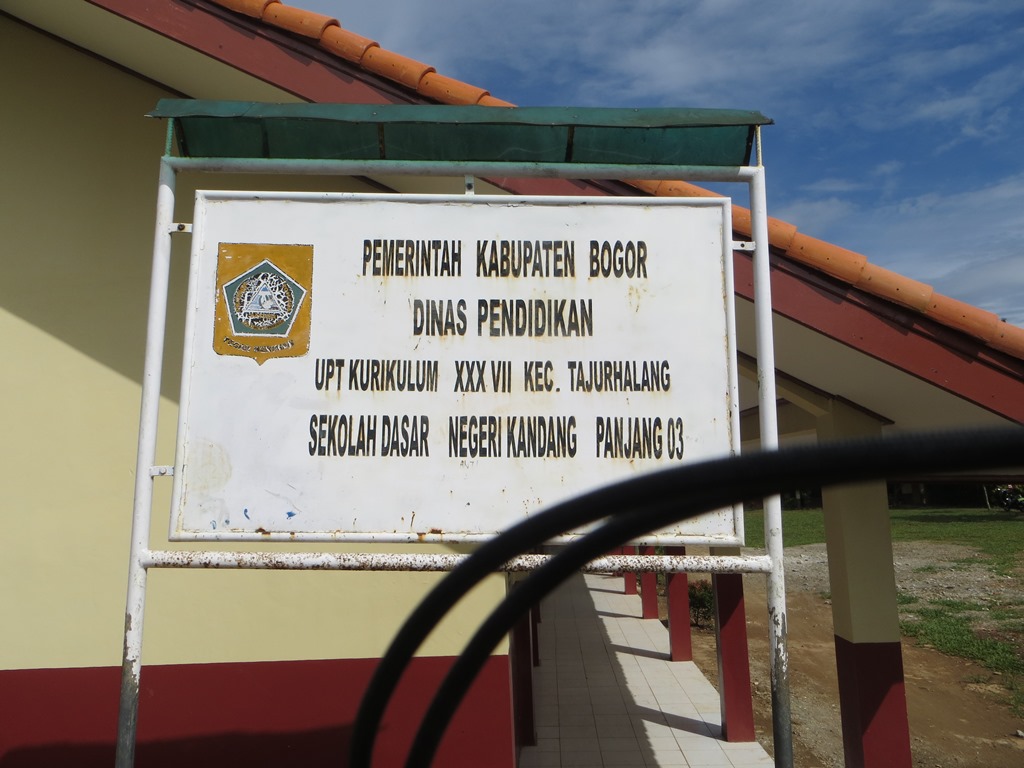 PEMERINTAH KABUPATEN BOGOR
DINAS PENDIDIKAN
UPT KURIKULUM XXX VII KEC. TAJURHALANG
SEKOLAH DASAR NEGERI KANDANG PANJANG 03